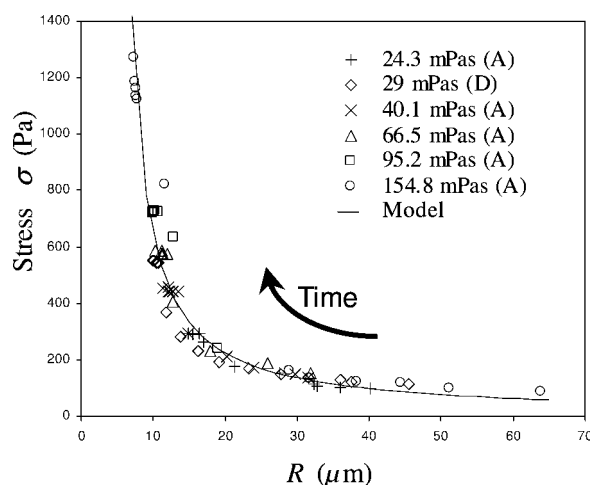 1400
1200
1000
800
600
400
200
0
Stress σ (Pa)
24.3 mPas (A)
29 mPas (D)
40.1 mPas (A)
66.5 mPas (A)
95.2 mPas (A)
154.8 mPas (A)
Model
Time
0 10 20 30 40 50 60 70
R (μm)